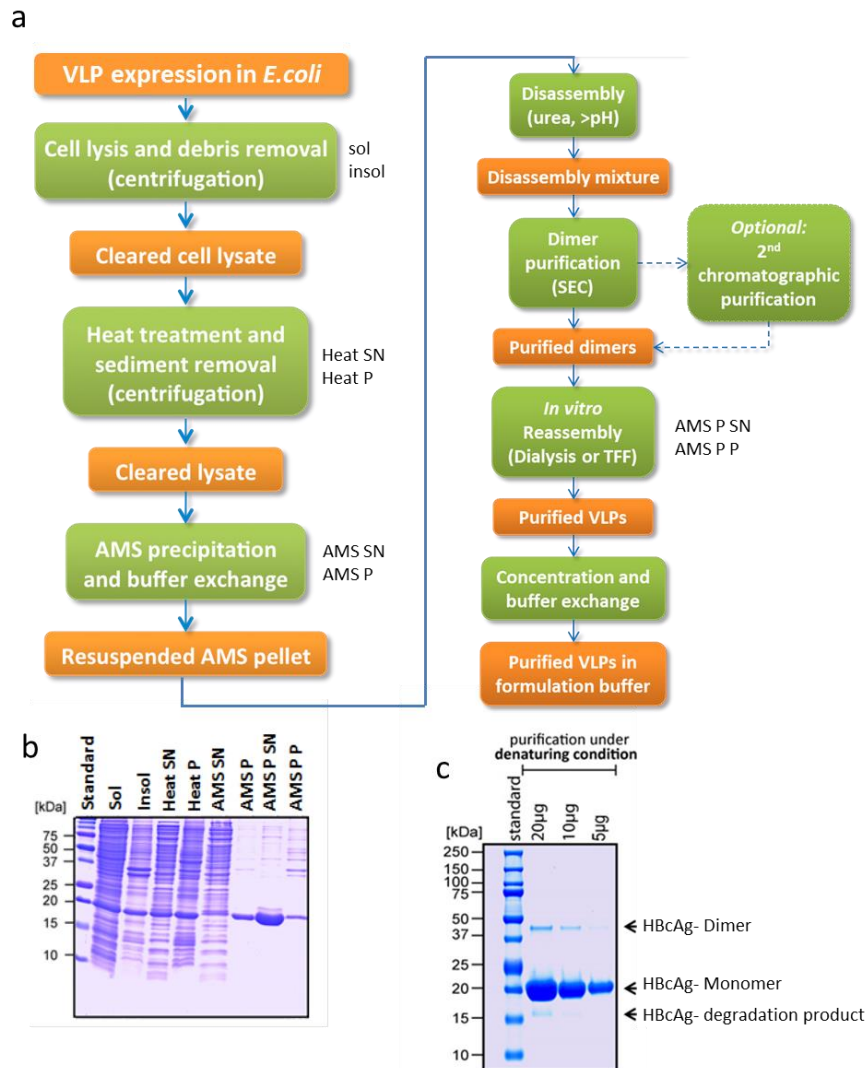 a
VLP expression in E.coli
Cell lysis and debris removal
(centrifugation)
sol
insol
Cleared cell lysate
Heat treatment and
sediment removal
(centrifugation)
Heat SN
Heat P
Cleared lysate
AMS precipitation
and buffer exchange
AMS SN
AMS P
Resuspended AMS pellet
Disassembly
(urea, >pH)
Disassembly mixture
Dimer
purification
(SEC)
Optional:
2nd
chromatographic
purification
Purified dimers
In vitro
Reassembly
(Dialysis or TFF)
AMS P SN
AMS P P
Purified VLPs
Concentration and
buffer exchange
Purified VLPs in
formulation buffer
b
[kDa]
Standard
Sol
Insol
Heat SN
Heat P
AMS SN
AMS P
AMS P SN
AMS P P
75
50
37
25
20
15
10
c
purification under
denaturing condition
[kDa]
standard
20µg
10µg
5µg
250
150
100
75
50
37
25
20
15
10
HBcAg- Dimer
HBcAg- Monomer
HBcAg- degradation product